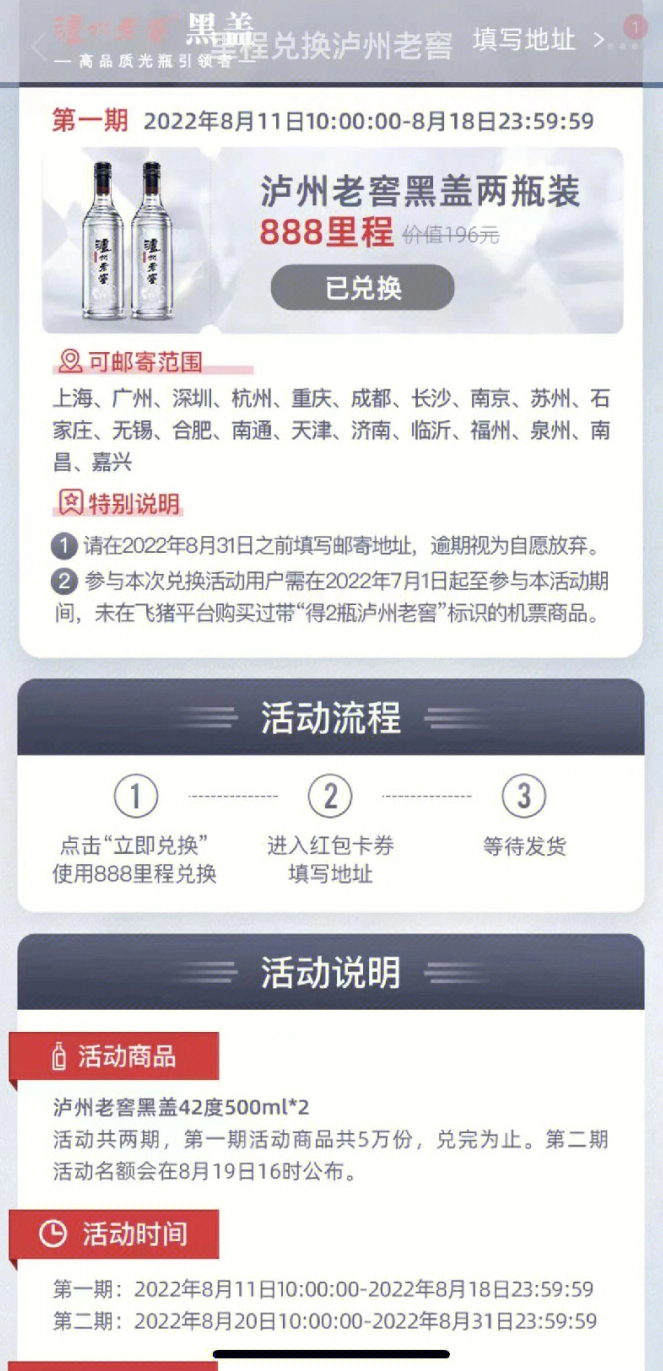 泸州老窖 黑盖
里程兑换泸州老窖
填写地址 >
1
— 高品质光瓶引领者 —
第一期 2022年8月11日10:00:00-8月18日23:59:59
泸州老窖黑盖两瓶装
888里程 价值196元
已兑换
泸州老窖
泸州老窖
可邮寄范围
上海、广州、深圳、杭州、重庆、成都、长沙、南京、苏州、石
家庄、无锡、合肥、南通、天津、济南、临沂、福州、泉州、南
昌、嘉兴
特别说明
1 请在2022年8月31日之前填写邮寄地址，逾期视为自愿放弃。
2 参与本次兑换活动用户需在2022年7月1日起至参与本活动期
间，未在飞猪平台购买过带“得2瓶泸州老窖”标识的机票商品。
活动流程
1 2 3
点击“立即兑换” 进入红包卡券 等待发货
使用888里程兑换 填写地址
活动说明
活动商品
泸州老窖黑盖42度500ml*2
活动共两期，第一期活动商品共5万份，兑完为止。第二期
活动名额会在8月19日16时公布。
活动时间
第一期：2022年8月11日10:00:00-2022年8月18日23:59:59
第二期：2022年8月20日10:00:00-2022年8月31日23:59:59